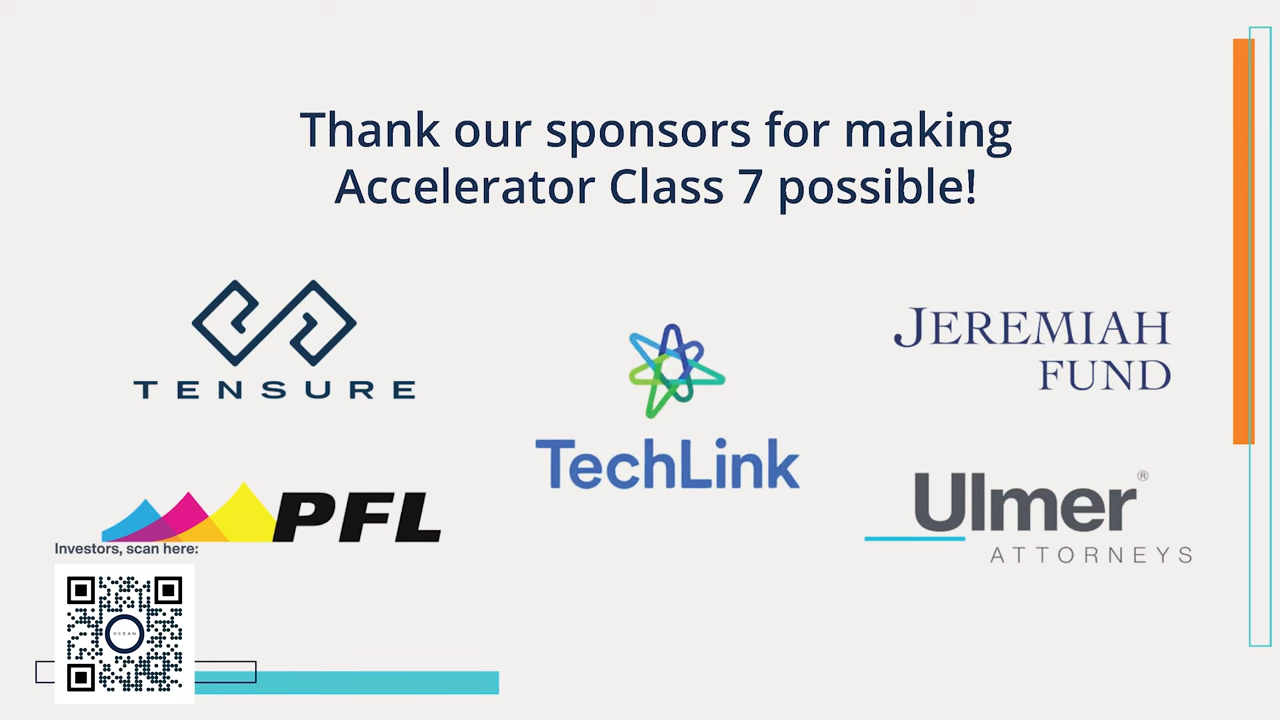 Thank our sponsors for making
Accelerator Class 7 possible!
TENSURE
JEREMIAH
FUND
TechLink
PFL
Ulmer®
ATTORNEYS
Investors, scan here:
OCEAN